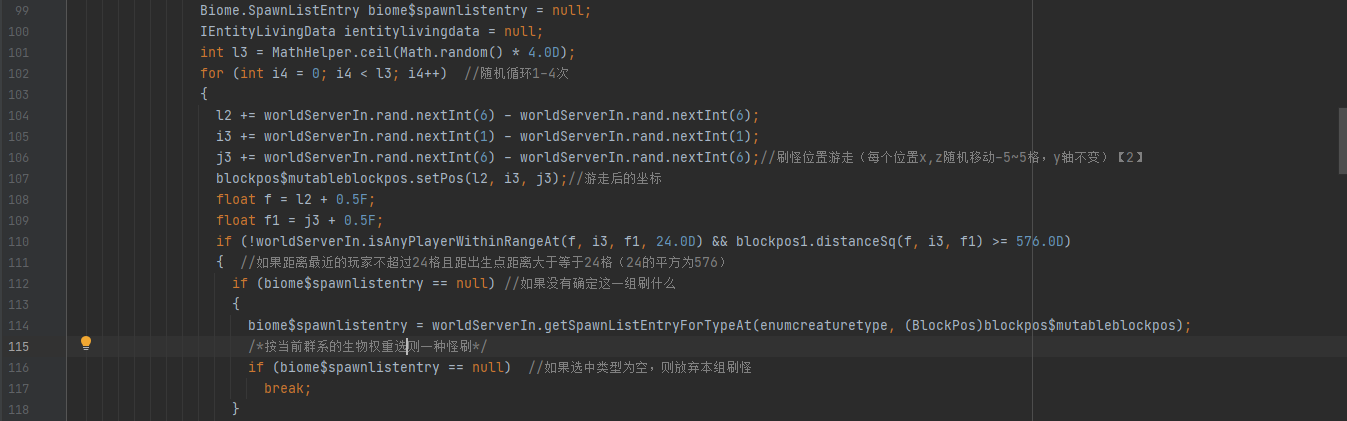 99 Biome.SpawnListEntry biome$spawnlistentry = null;
100 IEntityLivingData ientitylivingdata = null;
101 int l3 = MathHelper.ceil(Math.random() * 4.0D);
102 for (int i4 = 0; i4 < l3; i4++)  //随机循环1-4次
103 {
104 l2 += worldServerIn.rand.nextInt(6) - worldServerIn.rand.nextInt(6);
105 i3 += worldServerIn.rand.nextInt(1) - worldServerIn.rand.nextInt(1);
106 j3 += worldServerIn.rand.nextInt(6) - worldServerIn.rand.nextInt(6);//刷怪位置游走（每个位置x,z随机移动-5~5格，y轴不变）【2】
107 blockpos$mutableblockpos.setPos(l2, i3, j3);//游走后的坐标
108 float f = l2 + 0.5F;
109 float f1 = j3 + 0.5F;
110 if (!worldServerIn.isAnyPlayerWithinRangeAt(f, i3, f1, 24.0D) && blockpos1.distanceSq(f, i3, f1) >= 576.0D)
111 {  //如果距离最近的玩家不超过24格且距出生点距离大于等于24格（24的平方为576）
112 if (biome$spawnlistentry == null) //如果没有确定这一组刷什么
113 {
114 biome$spawnlistentry = worldServerIn.getSpawnListEntryForTypeAt(enumcreaturetype, (BlockPos)blockpos$mutableblockpos);
115 /*按当前群系的生物权重选则一种怪刷*/
116 if (biome$spawnlistentry == null)  //如果选中类型为空，则放弃本组刷怪
117 break;
118 }